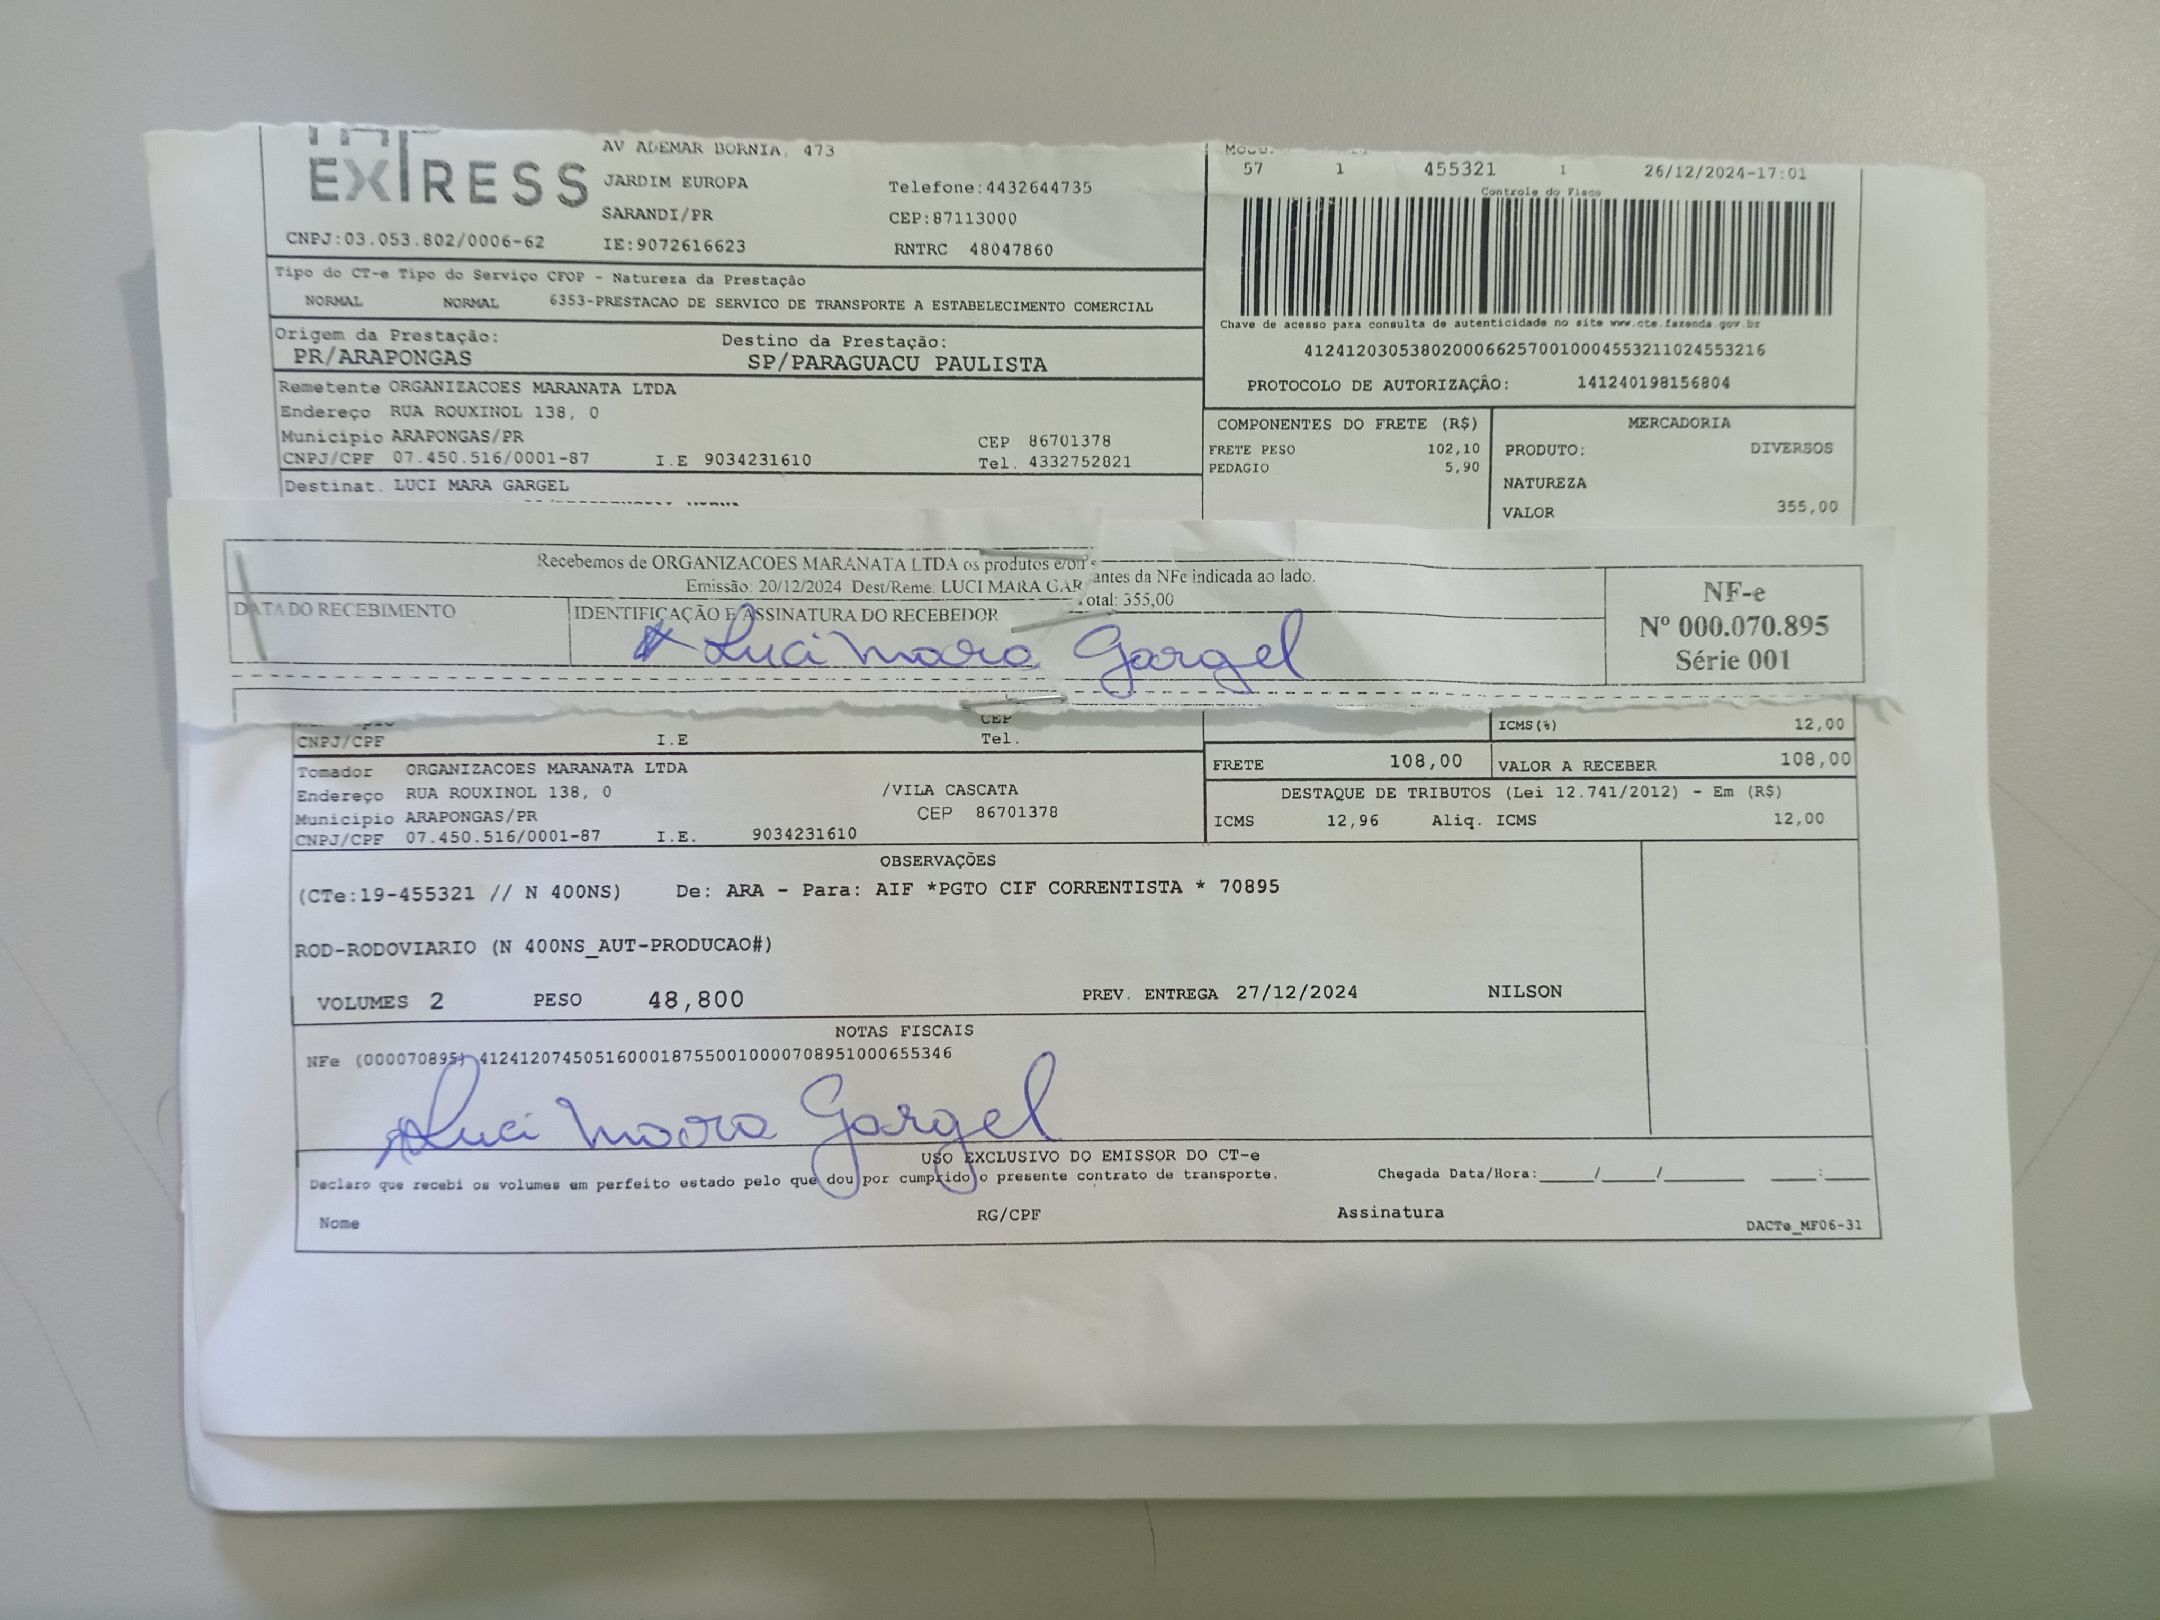 EXTRESS
AV ADEMAR BORNIA, 473
JARDIM EUROPA
Telefone:4432644735
SARANDI/PR
CEP:87113000
CNPJ:03.053.802/0006-62
IE:9072616623
RNTRC 48047860
57 1 455321 1 26/12/2024-17:01
Controle do Fisco
Tipo do CT-e Tipo do Serviço CFOP - Natureza da Prestação
NORMAL NORMAL 6353-PRESTACAO DE SERVICO DE TRANSPORTE A ESTABELECIMENTO COMERCIAL
Chave de acesso para consulta de autenticidade no site www.cte.fazenda.gov.br
41241203053802000662570010004553211024553216
PROTOCOLO DE AUTORIZAÇÃO: 141240198156804
Origem da Prestação: Destino da Prestação:
PR/ARAPONGAS SP/PARAGUACU PAULISTA
Remetente ORGANIZACOES MARANATA LTDA
Endereço RUA ROUXINOL 138, 0
Municipio ARAPONGAS/PR CEP 86701378
CNPJ/CPF 07.450.516/0001-87 I.E 9034231610 Tel. 4332752821
Destinat. LUCI MARA GARGEL
COMPONENTES DO FRETE (R$)
FRETE PESO 102,10
PEDAGIO 5,90
MERCADORIA
PRODUTO: DIVERSOS
NATUREZA
VALOR 355,00
Recebemos de ORGANIZACOES MARANATA LTDA os produtos e/ou s
antes da NFe indicada ao lado.
Emissão: 20/12/2024 Dest/Reme: LUCI MARA GAR
otal: 355,00
DATA DO RECEBIMENTO
IDENTIFICAÇÃO E ASSINATURA DO RECEBEDOR
Luci Mara Gargel
NF-e
Nº 000.070.895
Série 001
CEP
CNPJ/CPF I.E Tel.
ICMS(%) 12,00
Tomador ORGANIZACOES MARANATA LTDA
Endereço RUA ROUXINOL 138, 0 /VILA CASCATA
Municipio ARAPONGAS/PR CEP 86701378
CNPJ/CPF 07.450.516/0001-87 I.E. 9034231610
FRETE 108,00 VALOR A RECEBER 108,00
DESTAQUE DE TRIBUTOS (Lei 12.741/2012) - Em (R$)
ICMS 12,96 Aliq. ICMS 12,00
OBSERVAÇÕES
(CTe:19-455321 // N 400NS) De: ARA - Para: AIF *PGTO CIF CORRENTISTA * 70895
ROD-RODOVIARIO (N 400NS_AUT-PRODUCAO#)
VOLUMES 2 PESO 48,800 PREV. ENTREGA 27/12/2024 NILSON
NOTAS FISCAIS
NFe (000070895) 41241207450516000187550010000708951000655346
Luci Mara Gargel
USO EXCLUSIVO DO EMISSOR DO CT-e
Declaro que recebi os volumes em perfeito estado pelo que dou por cumprido o presente contrato de transporte. Chegada Data/Hora:_____/_____/________ ____:____
Nome RG/CPF Assinatura DACTe_MF06-31